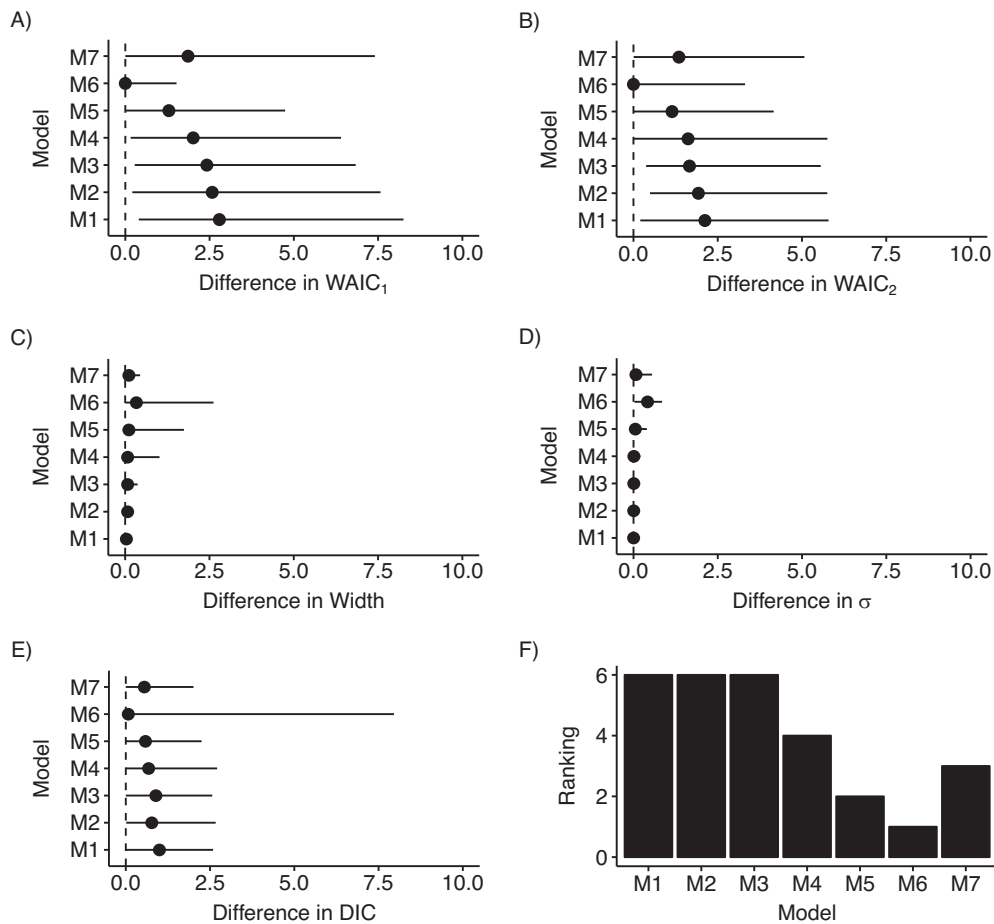 A)
Model
M7
M6
M5
M4
M3
M2
M1
0.0 2.5 5.0 7.5 10.0
Difference in WAIC₁
B)
Model
M7
M6
M5
M4
M3
M2
M1
0.0 2.5 5.0 7.5 10.0
Difference in WAIC₂
C)
Model
M7
M6
M5
M4
M3
M2
M1
0.0 2.5 5.0 7.5 10.0
Difference in Width
D)
Model
M7
M6
M5
M4
M3
M2
M1
0.0 2.5 5.0 7.5 10.0
Difference in σ
E)
Model
M7
M6
M5
M4
M3
M2
M1
0.0 2.5 5.0 7.5 10.0
Difference in DIC
F)
Ranking
6
4
2
0
M1 M2 M3 M4 M5 M6 M7
Model